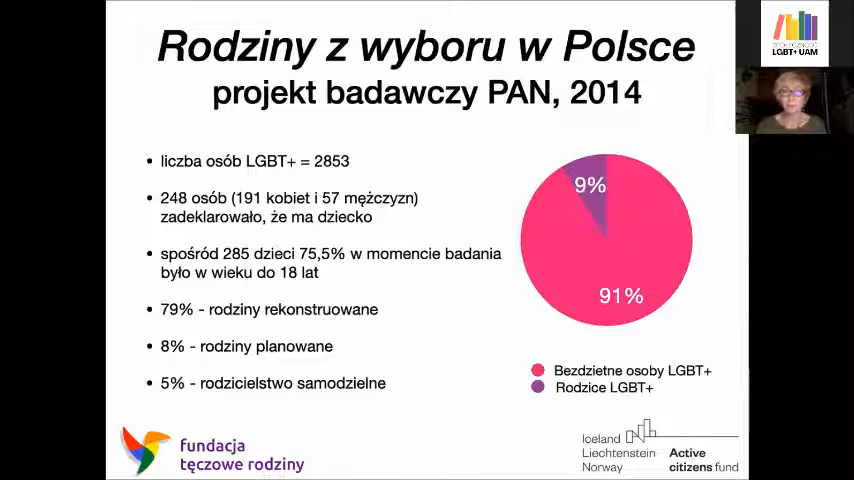 Rodziny z wyboru w Polsce
projekt badawczy PAN, 2014
SPOŁECZNOŚĆ
LGBT+ UAM
• liczba osób LGBT+ = 2853
• 248 osób (191 kobiet i 57 mężczyzn)
zadeklarowało, że ma dziecko
• spośród 285 dzieci 75,5% w momencie badania
było w wieku do 18 lat
• 79% - rodziny rekonstruowane
• 8% - rodziny planowane
• 5% - rodzicielstwo samodzielne
9%
91%
Bezdzietne osoby LGBT+
Rodzice LGBT+
fundacja
tęczowe rodziny
Iceland
Liechtenstein
Norway
Active
citizens fund